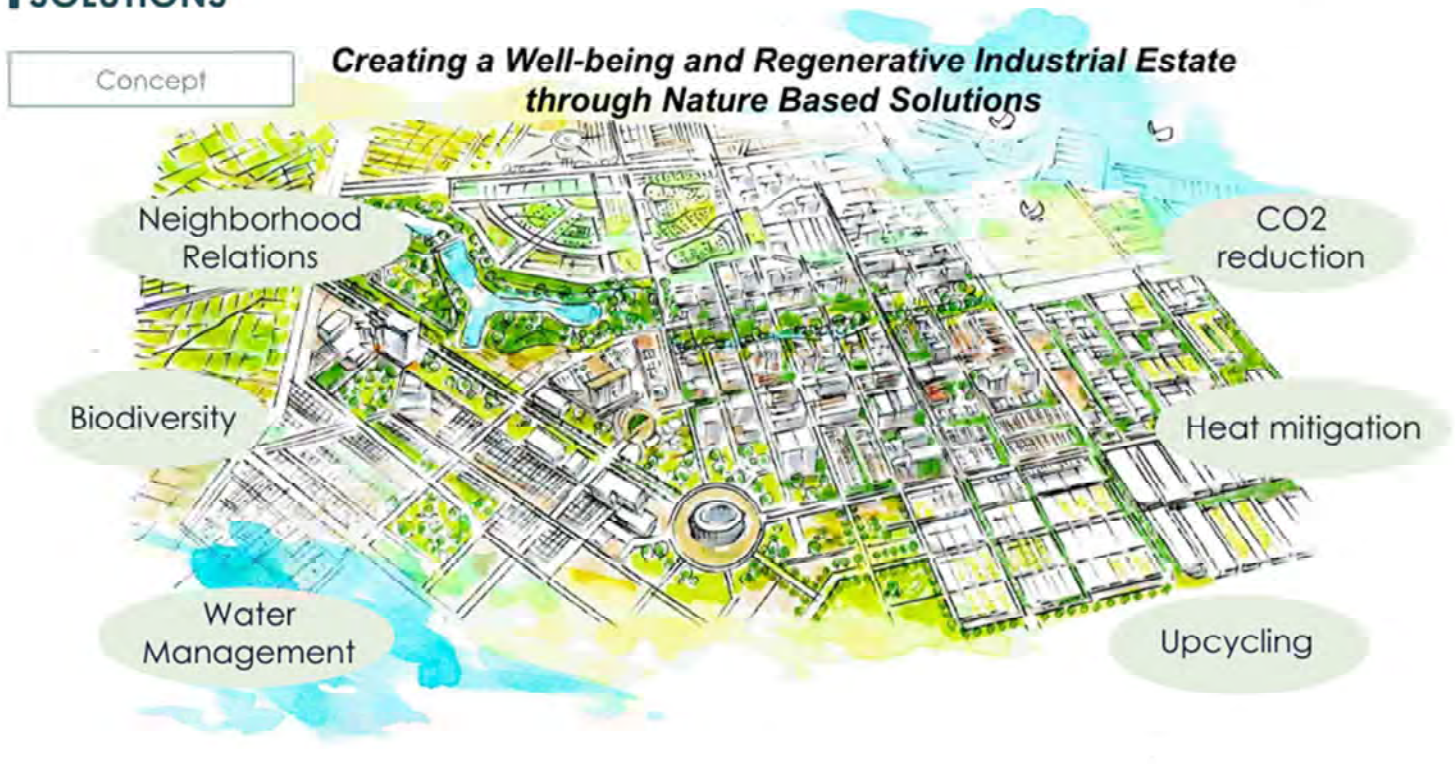 SOLUTIONS
Concept
Creating a Well-being and Regenerative Industrial Estate
through Nature Based Solutions
Neighborhood
Relations
CO2
reduction
Biodiversity
Heat mitigation
Water
Management
Upcycling